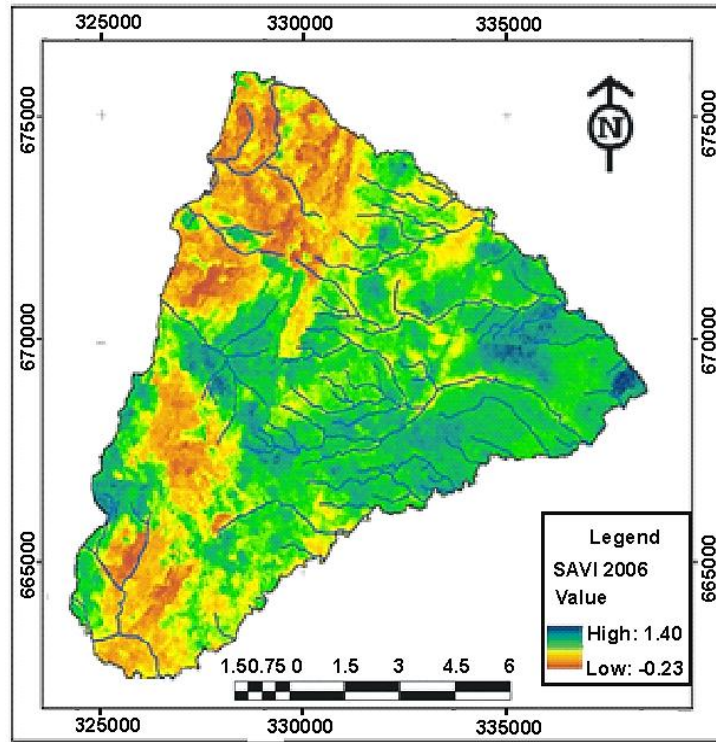 325000 330000 335000
675000 675000
N
670000 670000
665000 665000
Legend
SAVI 2006
Value
High: 1.40
Low: -0.23
1.50.75 0 1.5 3 4.5 6
325000 330000 335000